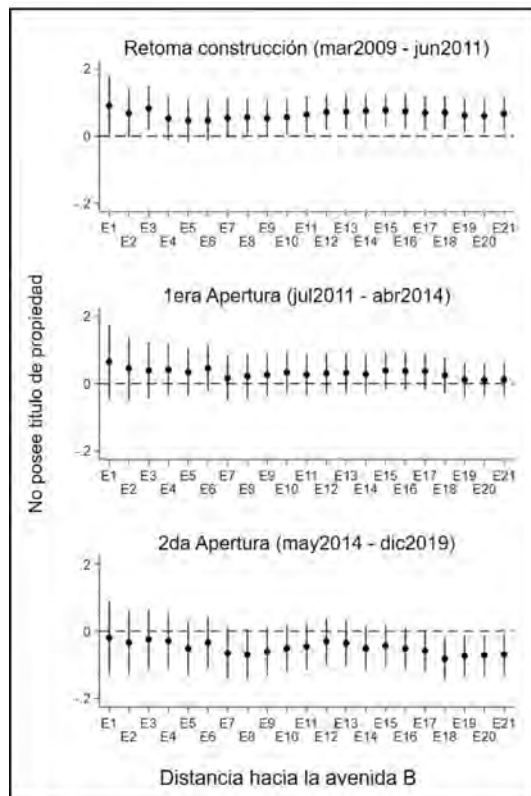 Retoma construcción (mar2009 - jun2011)
.2
0
-.2
E1 E3 E5 E7 E9 E11 E13 E15 E17 E19 E21
E2 E4 E6 E8 E10 E12 E14 E16 E18 E20
1era Apertura (jul2011 - abr2014)
.2
0
-.2
E1 E3 E5 E7 E9 E11 E13 E15 E17 E19 E21
E2 E4 E6 E8 E10 E12 E14 E16 E18 E20
2da Apertura (may2014 - dic2019)
.2
0
-.2
E1 E3 E5 E7 E9 E11 E13 E15 E17 E19 E21
E2 E4 E6 E8 E10 E12 E14 E16 E18 E20
No posee título de propiedad
Distancia hacia la avenida B